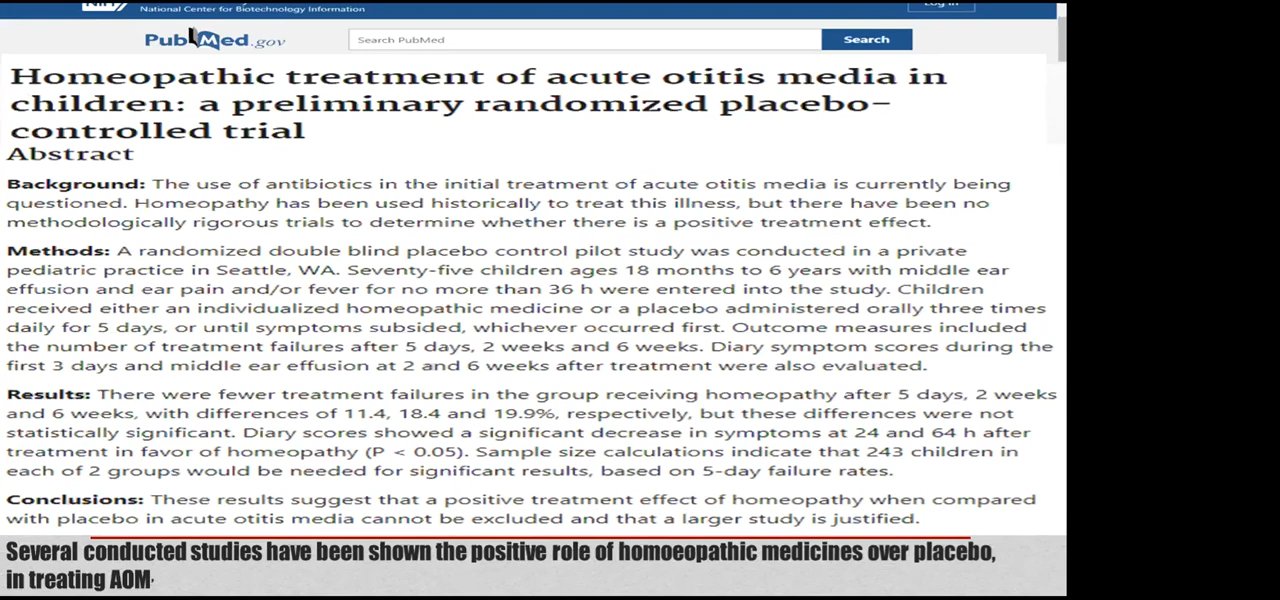 National Center for Biotechnology Information
PubMed.gov
Search PubMed
Search
Homeopathic treatment of acute otitis media in
children: a preliminary randomized placebo-
controlled trial
Abstract
Background: The use of antibiotics in the initial treatment of acute otitis media is currently being
questioned. Homeopathy has been used historically to treat this illness, but there have been no
methodologically rigorous trials to determine whether there is a positive treatment effect.
Methods: A randomized double blind placebo control pilot study was conducted in a private
pediatric practice in Seattle, WA. Seventy-five children ages 18 months to 6 years with middle ear
effusion and ear pain and/or fever for no more than 36 h were entered into the study. Children
received either an individualized homeopathic medicine or a placebo administered orally three times
daily for 5 days, or until symptoms subsided, whichever occurred first. Outcome measures included
the number of treatment failures after 5 days, 2 weeks and 6 weeks. Diary symptom scores during the
first 3 days and middle ear effusion at 2 and 6 weeks after treatment were also evaluated.
Results: There were fewer treatment failures in the group receiving homeopathy after 5 days, 2 weeks
and 6 weeks, with differences of 11.4, 18.4 and 19.9%, respectively, but these differences were not
statistically significant. Diary scores showed a significant decrease in symptoms at 24 and 64 h after
treatment in favor of homeopathy (P < 0.05). Sample size calculations indicate that 243 children in
each of 2 groups would be needed for significant results, based on 5-day failure rates.
Conclusions: These results suggest that a positive treatment effect of homeopathy when compared
with placebo in acute otitis media cannot be excluded and that a larger study is justified.
Several conducted studies have been shown the positive role of homoeopathic medicines over placebo,
in treating AOM.